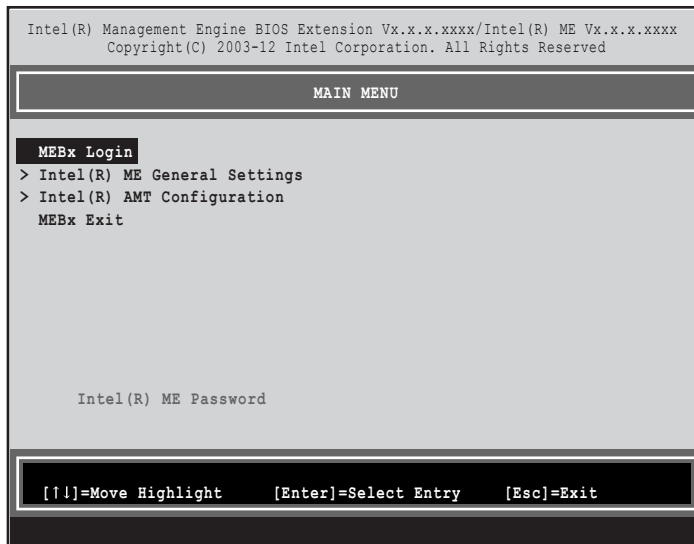 Intel(R) Management Engine BIOS Extension Vx.x.x.xxxx/Intel(R) ME Vx.x.x.xxxx
Copyright(C) 2003-12 Intel Corporation. All Rights Reserved
MAIN MENU
MEBx Login
> Intel(R) ME General Settings
> Intel(R) AMT Configuration
MEBx Exit
Intel(R) ME Password
[↑↓]=Move Highlight [Enter]=Select Entry [Esc]=Exit